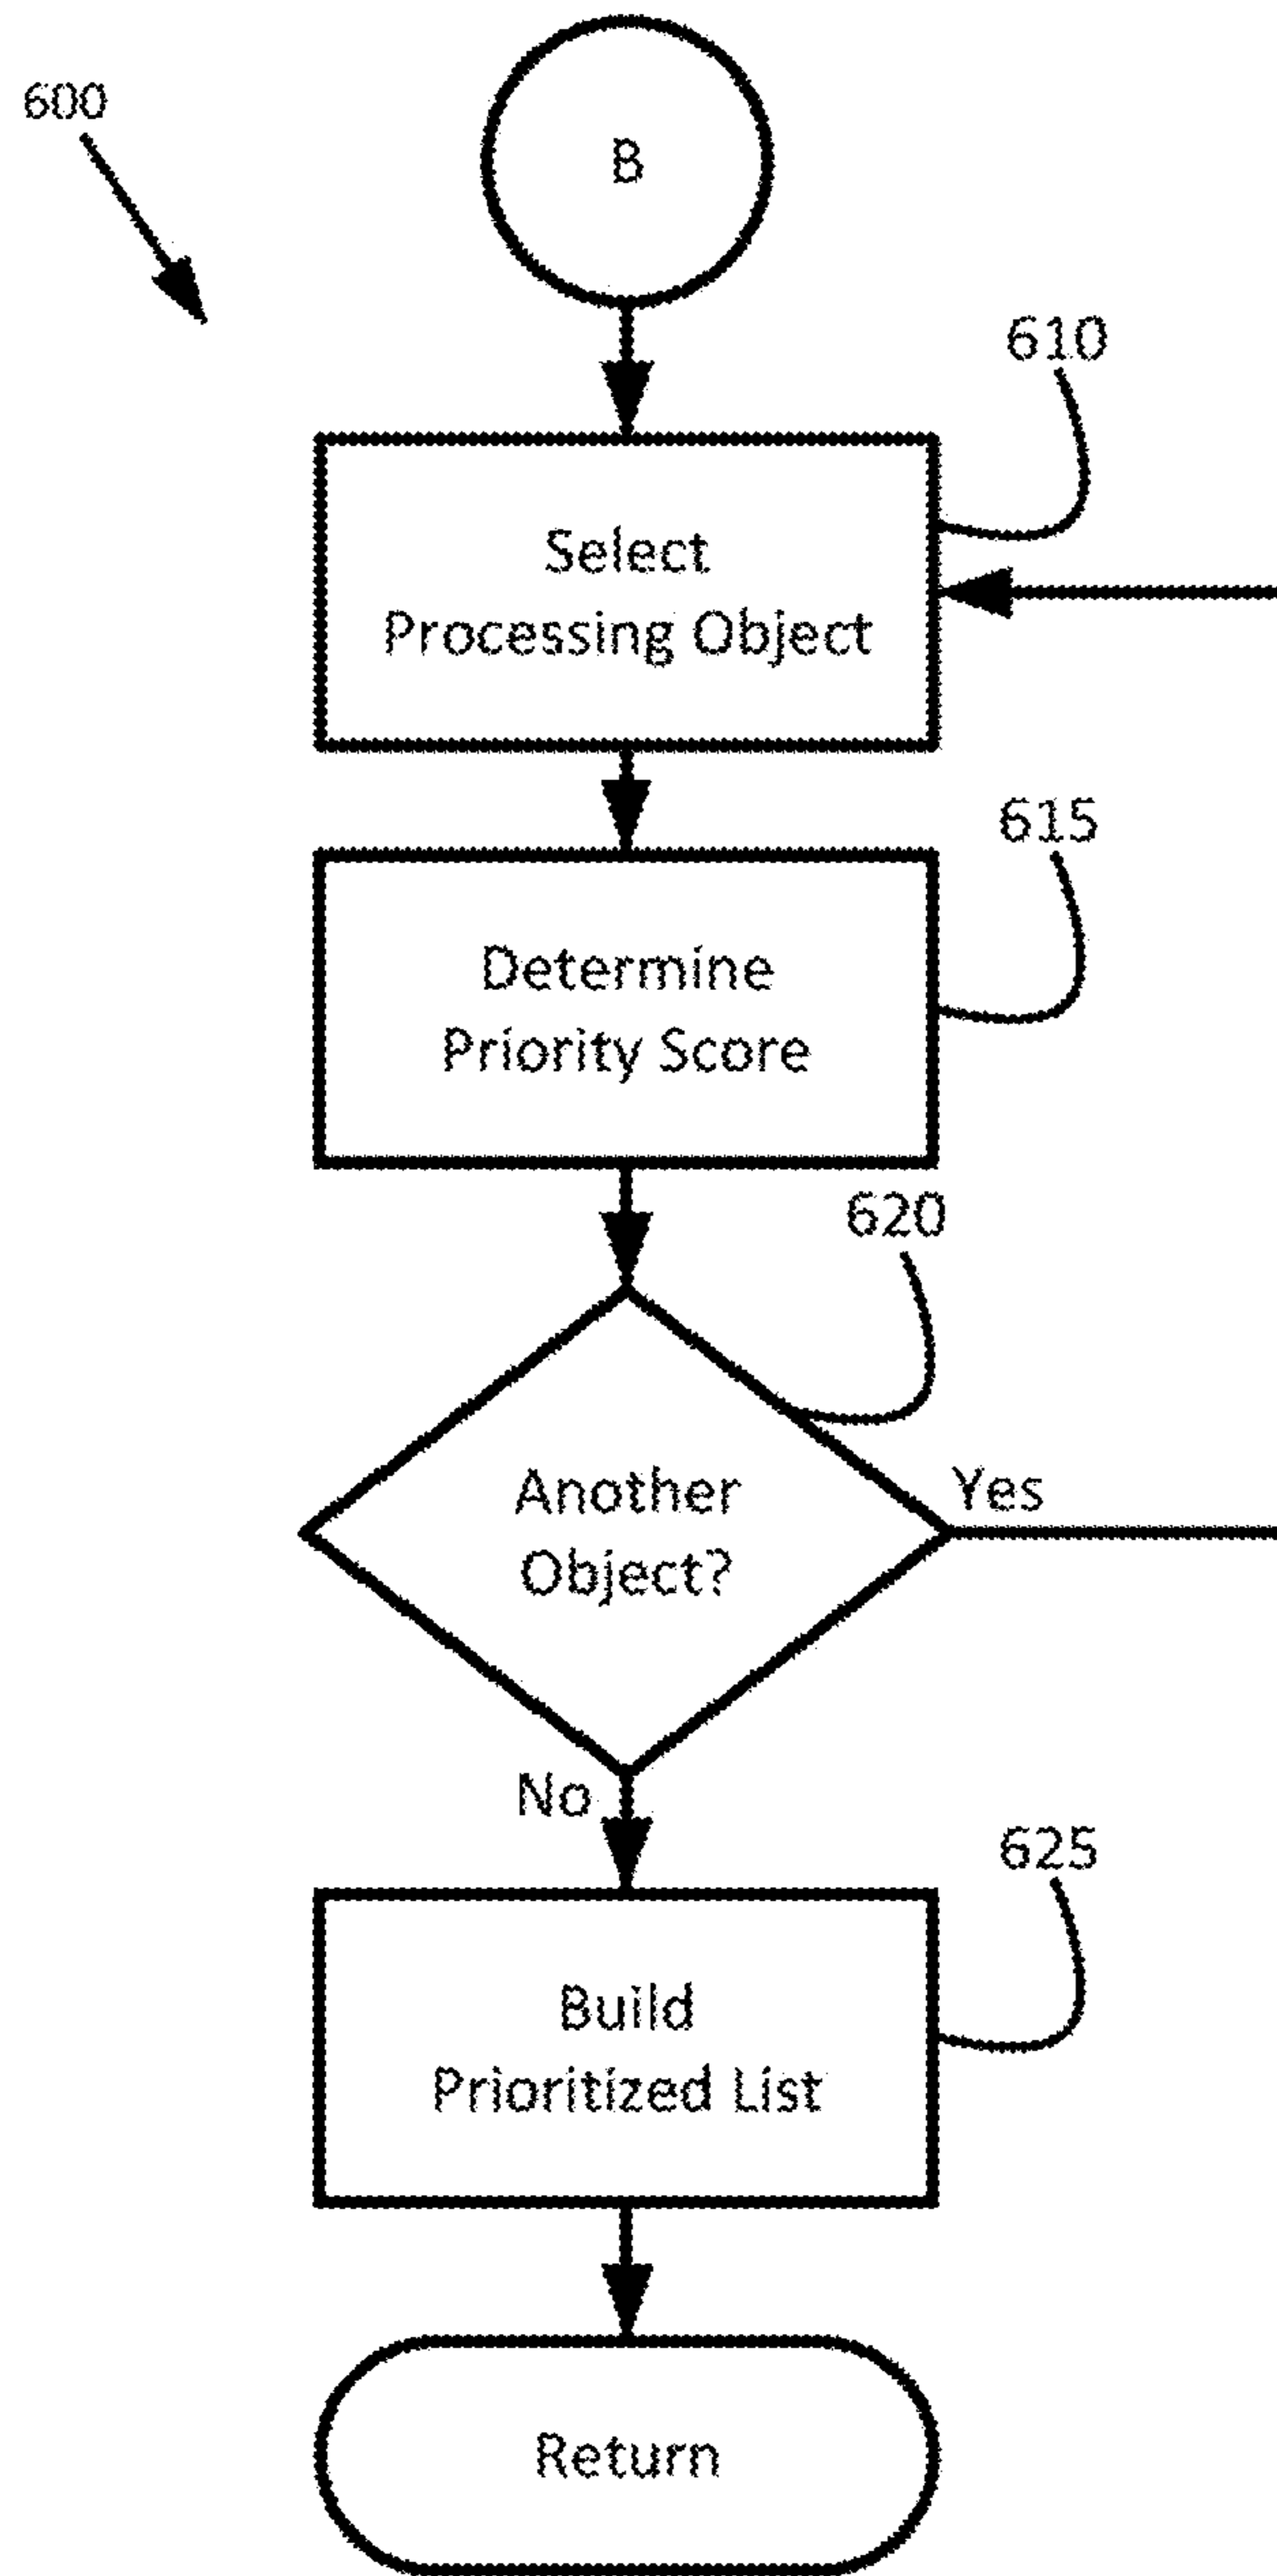 600
B
610
Select
Processing Object
615
Determine
Priority Score
620
Another
Object?
Yes
No
625
Build
Prioritized List
Return